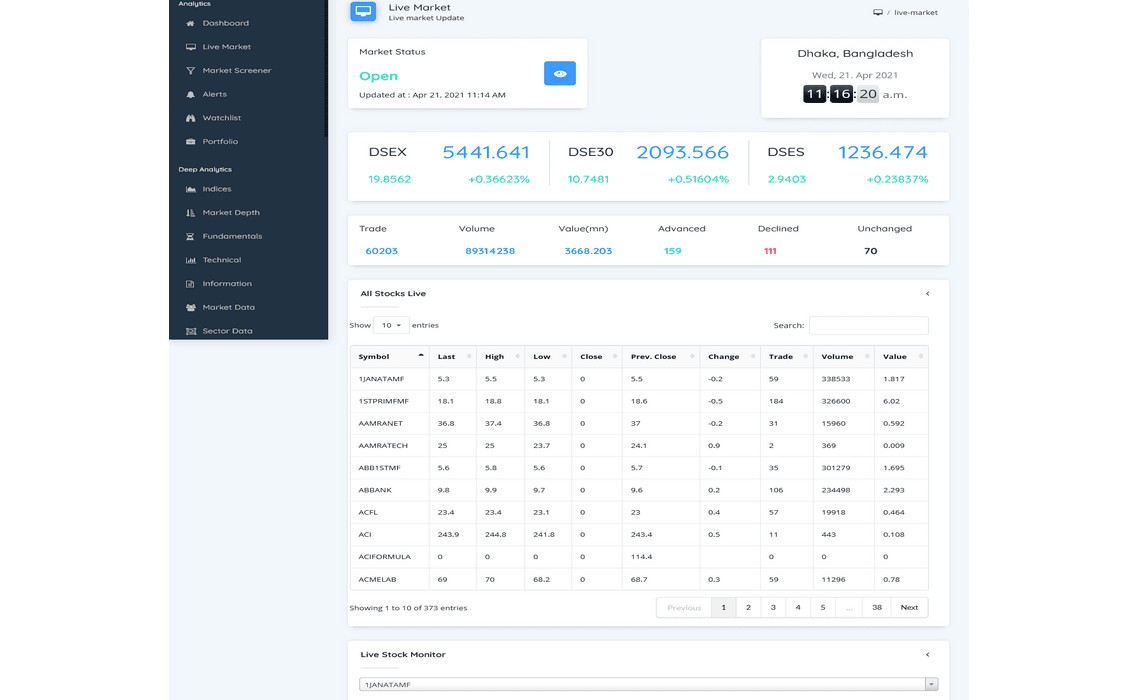 Analytics
Dashboard
Live Market
Market Screener
Alerts
Watchlist
Portfolio
Deep Analytics
Indices
Market Depth
Fundamentals
Technical
Information
Market Data
Sector Data
Live Market
Live market Update
/ live-market
Market Status
Open
Updated at : Apr 21, 2021 11:14 AM
Dhaka, Bangladesh
Wed, 21. Apr 2021
11:16:20 a.m.
DSEX 5441.641 DSE30 2093.566 DSES 1236.474
19.8562 +0.36623% 10.7481 +0.51604% 2.9403 +0.23837%
Trade Volume Value(mn) Advanced Declined Unchanged
60203 89314238 3668.203 159 111 70
All Stocks Live
Show 10 entries Search:
Symbol Last High Low Close Prev. Close Change Trade Volume Value
1JANATAMF 5.3 5.5 5.3 0 5.5 -0.2 59 338533 1.817
1STPRIMFMF 18.1 18.8 18.1 0 18.6 -0.5 184 326600 6.02
AAMRANET 36.8 37.4 36.8 0 37 -0.2 31 15960 0.592
AAMRATECH 25 25 23.7 0 24.1 0.9 2 369 0.009
ABB1STMF 5.6 5.8 5.6 0 5.7 -0.1 35 301279 1.695
ABBANK 9.8 9.9 9.7 0 9.6 0.2 106 234498 2.293
ACFL 23.4 23.4 23.1 0 23 0.4 57 19918 0.464
ACI 243.9 244.8 241.8 0 243.4 0.5 11 443 0.108
ACIFORMULA 0 0 0 0 114.4 0 0 0
ACMELAB 69 70 68.2 0 68.7 0.3 59 11296 0.78
Showing 1 to 10 of 373 entries Previous 1 2 3 4 5 ... 38 Next
Live Stock Monitor
1JANATAMF